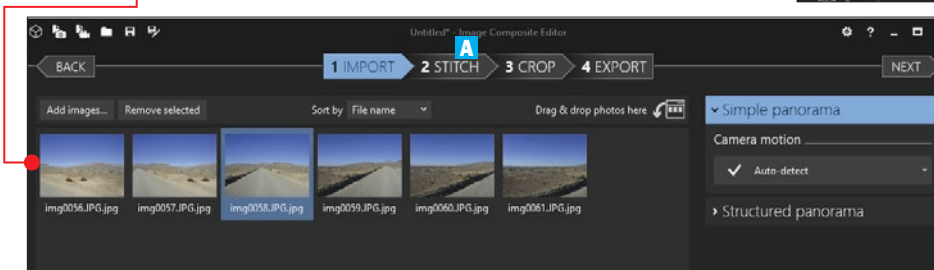 Untitled* - Image Composite Editor
A
BACK
1 IMPORT
2 STITCH
3 CROP
4 EXPORT
NEXT
Add images...
Remove selected
Sort by
File name
Drag & drop photos here
Simple panorama
Camera motion
Auto-detect
Structured panorama
img0056.JPG.jpg
img0057.JPG.jpg
img0058.JPG.jpg
img0059.JPG.jpg
img0060.JPG.jpg
img0061.JPG.jpg